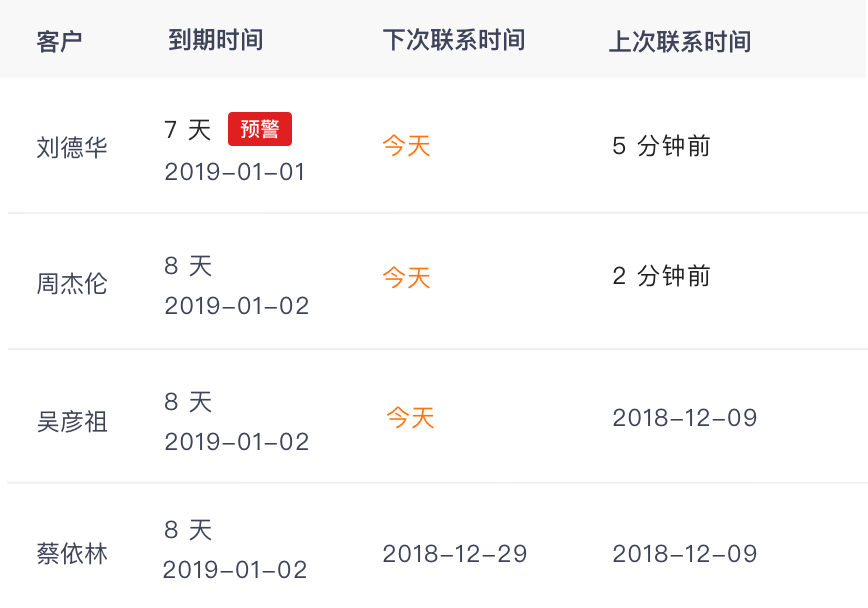 客户 到期时间 下次联系时间 上次联系时间
7 天 预警
刘德华 今天 5 分钟前
2019-01-01
8 天
周杰伦 今天 2 分钟前
2019-01-02
8 天
吴彦祖 今天 2018-12-09
2019-01-02
8 天
蔡依林 2018-12-29 2018-12-09
2019-01-02